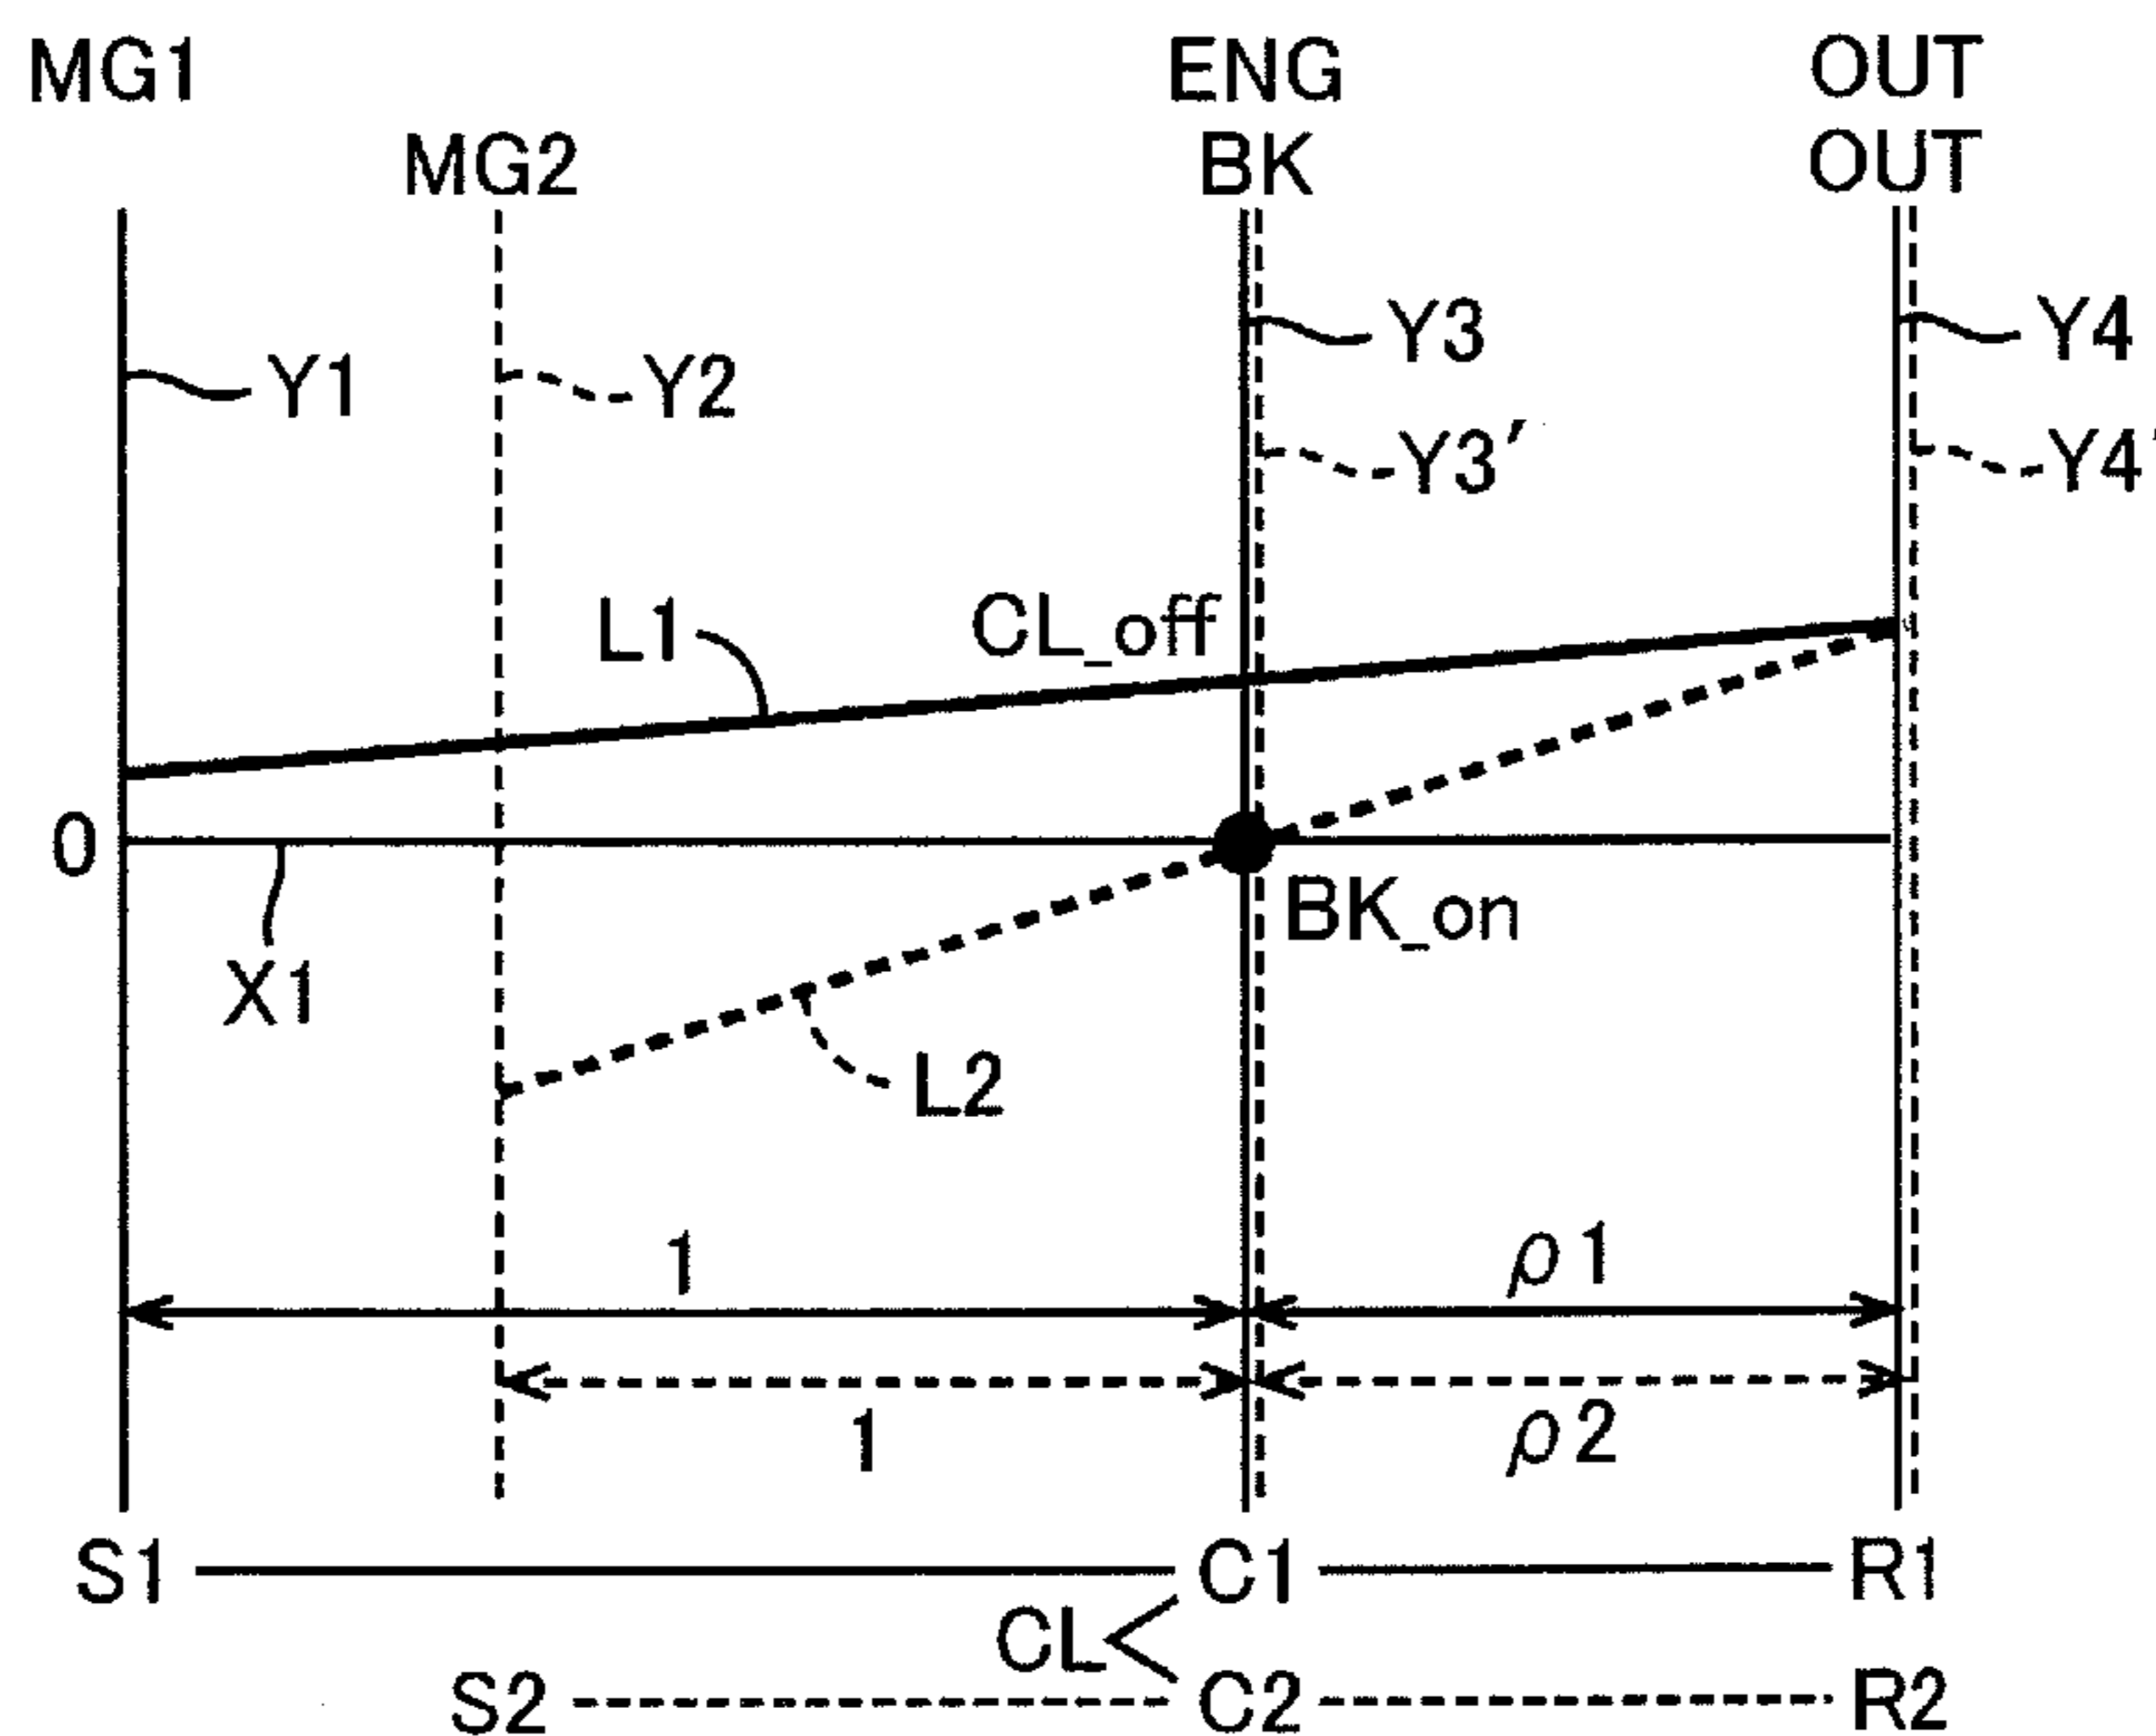 MG1 ENG OUT
MG2 BK OUT
Y3 Y4
Y1 Y2
Y3′ Y4′
L1 CL_off
0
BK_on
X1
L2
1 ρ1
1 ρ2
S1 C1 R1
CL
S2 C2 R2